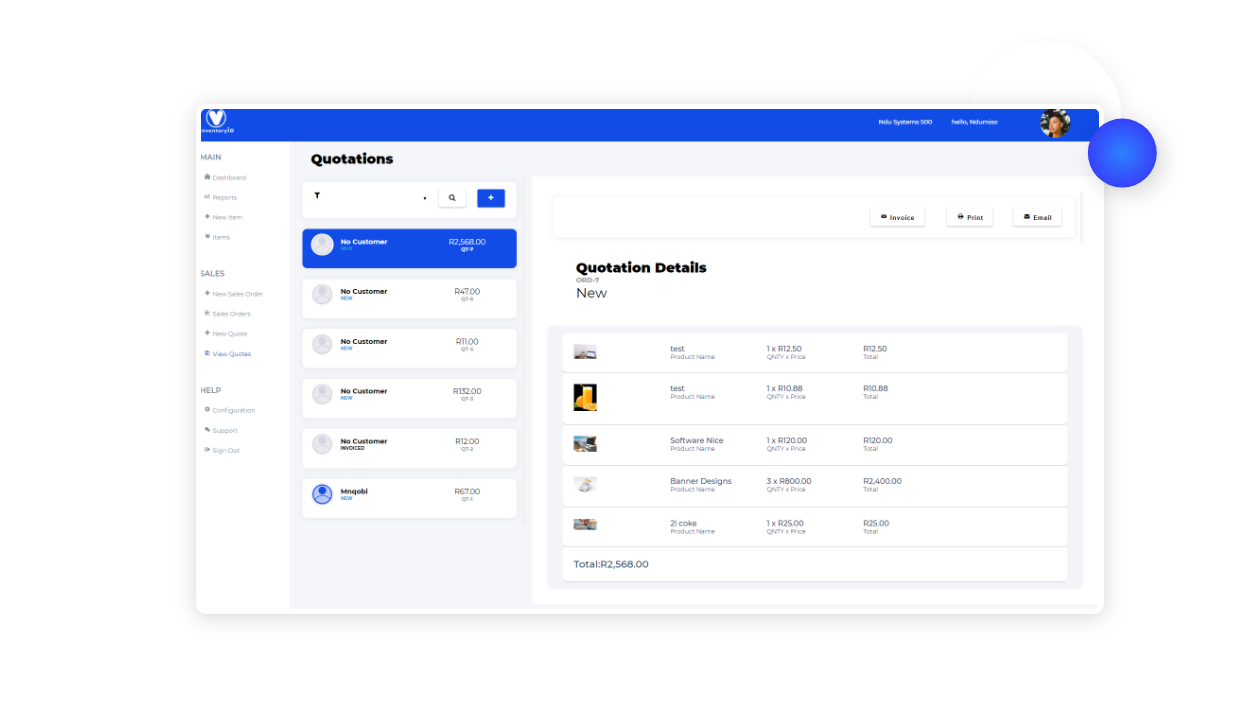 nventory.io
Ndu Systems 500
hello, Ndumiso
MAIN
Dashboard
Reports
New Item
Items
SALES
New Sales Order
Sales Orders
New Quote
View Quotes
HELP
Configuration
Support
Sign Out
Quotations
No Customer R2,568.00
NEW QT-7
No Customer R47.00
NEW QT-6
No Customer R11.00
NEW QT-4
No Customer R132.00
NEW QT-3
No Customer R12.00
INVOICED QT-2
Mnqobi R67.00
NEW QT-1
Invoice Print Email
Quotation Details
ORD-7
New
test 1 x R12.50 R12.50
Product Name QNTY x Price Total
test 1 x R10.88 R10.88
Product Name QNTY x Price Total
Software Nice 1 x R120.00 R120.00
Product Name QNTY x Price Total
Banner Designs 3 x R800.00 R2,400.00
Product Name QNTY x Price Total
2l coke 1 x R25.00 R25.00
Product Name QNTY x Price Total
Total:R2,568.00